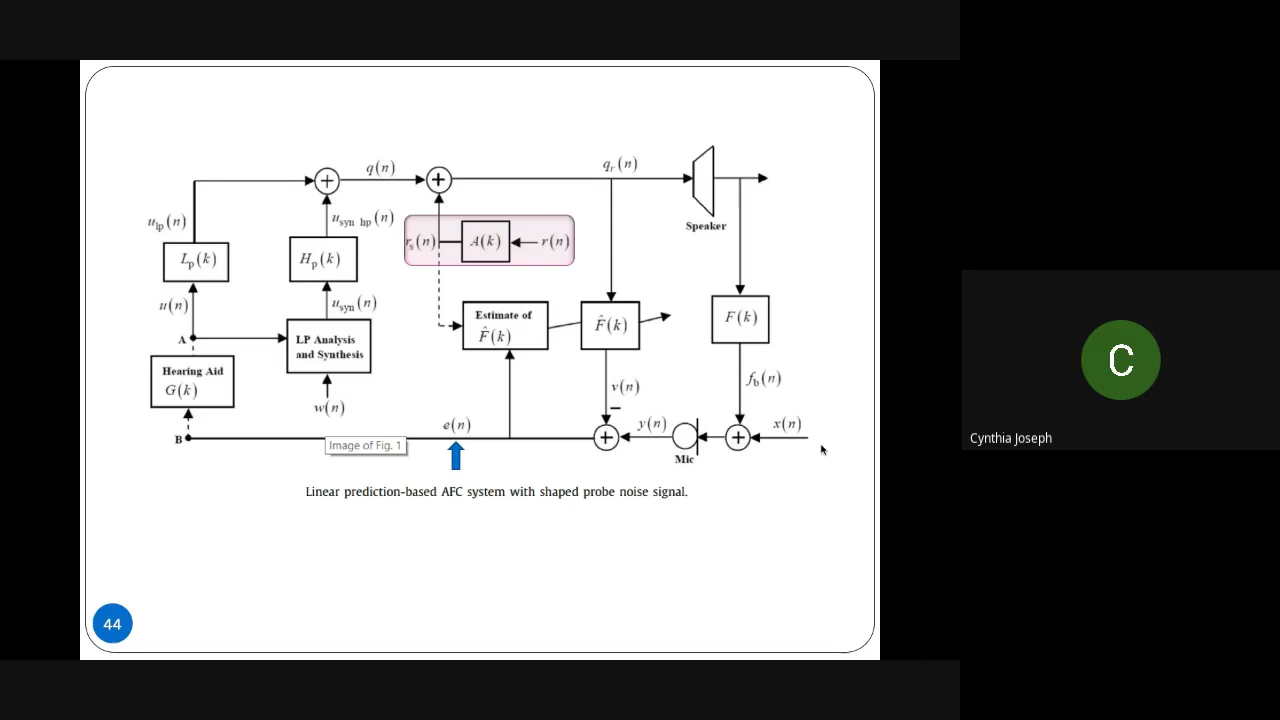 q(n)
q_r(n)
u_lp(n)
u_syn hp(n)
Speaker
r_s(n)
A(k)
r(n)
L_p(k)
H_p(k)
u(n)
u_syn(n)
Estimate of
F̂(k)
F̂(k)
F(k)
A
LP Analysis
and Synthesis
Hearing Aid
G(k)
v(n)
f_b(n)
w(n)
e(n)
y(n)
x(n)
B
Image of Fig. 1
Mic
Linear prediction-based AFC system with shaped probe noise signal.
44
C
Cynthia Joseph